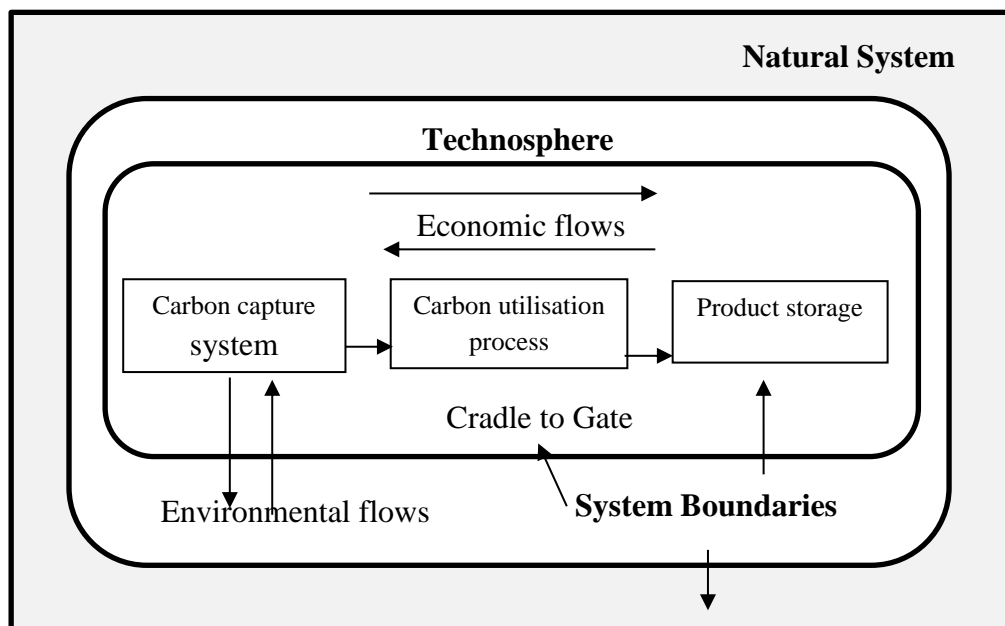 Natural System
Technosphere
Economic flows
Carbon capture
system
Carbon utilisation
process
Product storage
Cradle to Gate
Environmental flows
System Boundaries